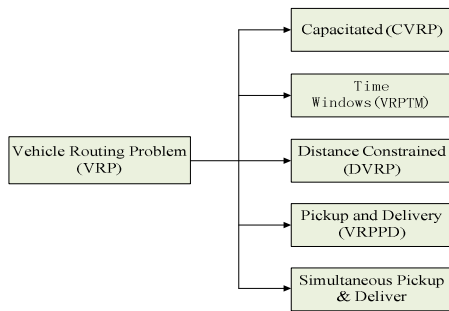 Capacitated (CVRP)
Time
Windows(VRPTM)
Vehicle Routing Problem
(VRP)
Distance Constrained
(DVRP)
Pickup and Delivery
(VRPPD)
Simultaneous Pickup
& Deliver